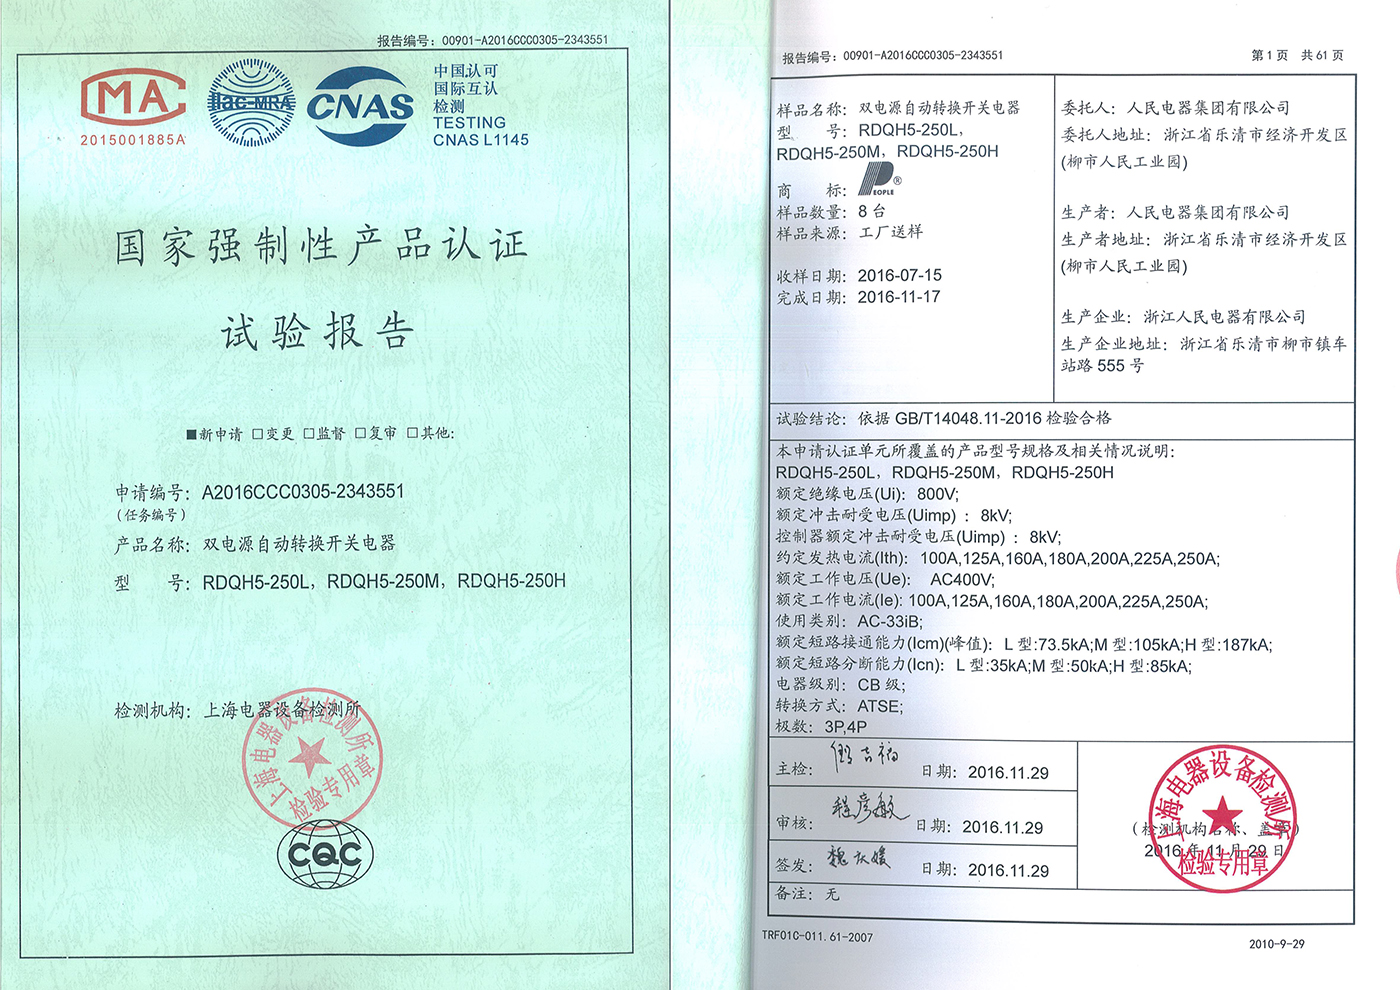 报告编号：00901-A2016CCC0305-2343551
MA
2015001885A
ilac-MRA
CNAS
中国认可
国际互认
检测
TESTING
CNAS L1145
国家强制性产品认证
试验报告
■新申请 □变更 □监督 □复审 □其他:
申请编号：A2016CCC0305-2343551
（任务编号）
产品名称：双电源自动转换开关电器
型　　号：RDQH5-250L，RDQH5-250M，RDQH5-250H
检测机构：上海电器设备检测所
上海电器设备检测所
检验专用章
CQC
报告编号：00901-A2016CCC0305-2343551
第 1 页 共 61 页
样品名称：双电源自动转换开关电器
型　　号：RDQH5-250L，
RDQH5-250M，RDQH5-250H
商　　标：PEOPLE®
样品数量：8 台
样品来源：工厂送样
收样日期：2016-07-15
完成日期：2016-11-17
委托人：人民电器集团有限公司
委托人地址：浙江省乐清市经济开发区
(柳市人民工业园)
生产者：人民电器集团有限公司
生产者地址：浙江省乐清市经济开发区
(柳市人民工业园)
生产企业：浙江人民电器有限公司
生产企业地址：浙江省乐清市柳市镇车
站路 555 号
试验结论：依据 GB/T14048.11-2016 检验合格
本申请认证单元所覆盖的产品型号规格及相关情况说明：
RDQH5-250L，RDQH5-250M，RDQH5-250H
额定绝缘电压(Ui)：800V;
额定冲击耐受电压(Uimp)：8kV;
控制器额定冲击耐受电压(Uimp)：8kV;
约定发热电流(Ith)：100A,125A,160A,180A,200A,225A,250A;
额定工作电压(Ue)： AC400V;
额定工作电流(Ie): 100A,125A,160A,180A,200A,225A,250A;
使用类别：AC-33iB;
额定短路接通能力(Icm)(峰值)：L 型:73.5kA;M 型:105kA;H 型:187kA;
额定短路分断能力(Icn)：L 型:35kA;M 型:50kA;H 型:85kA;
电器级别：CB 级;
转换方式：ATSE;
极数：3P,4P
主检： 日期：2016.11.29
审核：程彦敏 日期：2016.11.29
签发： 日期：2016.11.29
（检测机构名称、盖章）
2016 年 11 月 29 日
上海电器设备检测所
检验专用章
备注：无
TRF01C-011.61-2007
2010-9-29